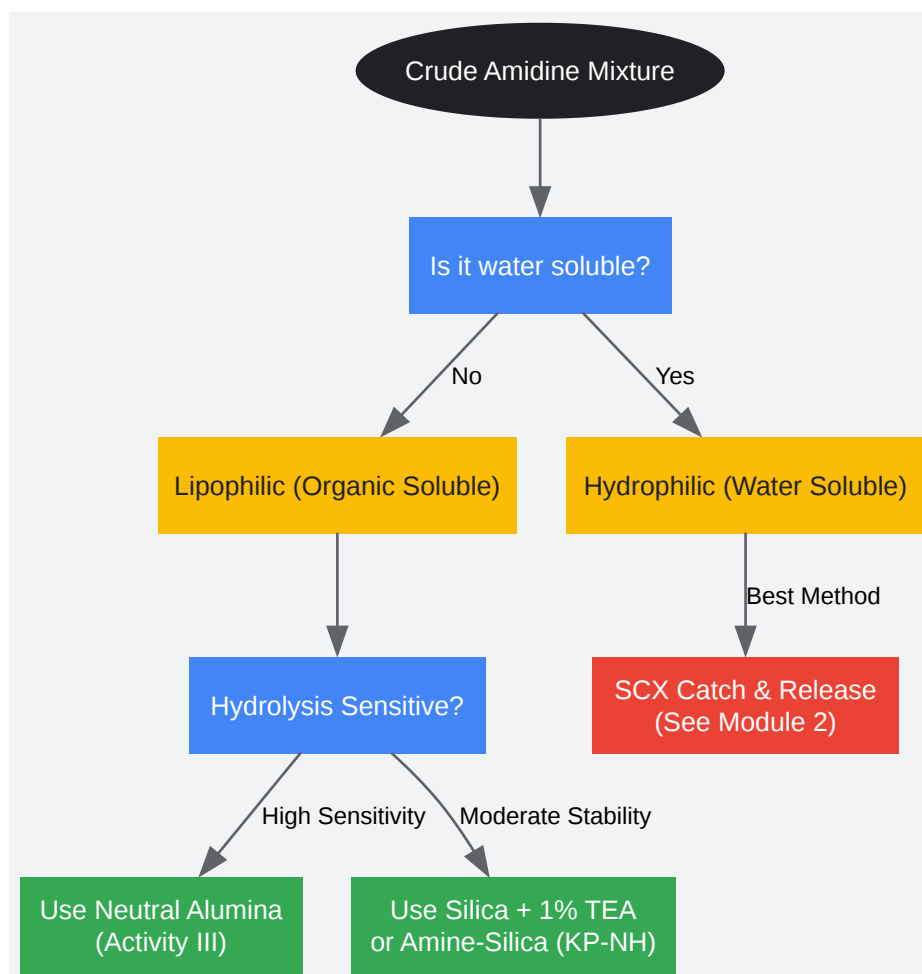 Crude Amidine Mixture
Is it water soluble?
No
Yes
Lipophilic (Organic Soluble)
Hydrophilic (Water Soluble)
Best Method
Hydrolysis Sensitive?
SCX Catch & Release
(See Module 2)
High Sensitivity
Moderate Stability
Use Neutral Alumina
(Activity III)
Use Silica + 1% TEA
or Amine-Silica (KP-NH)